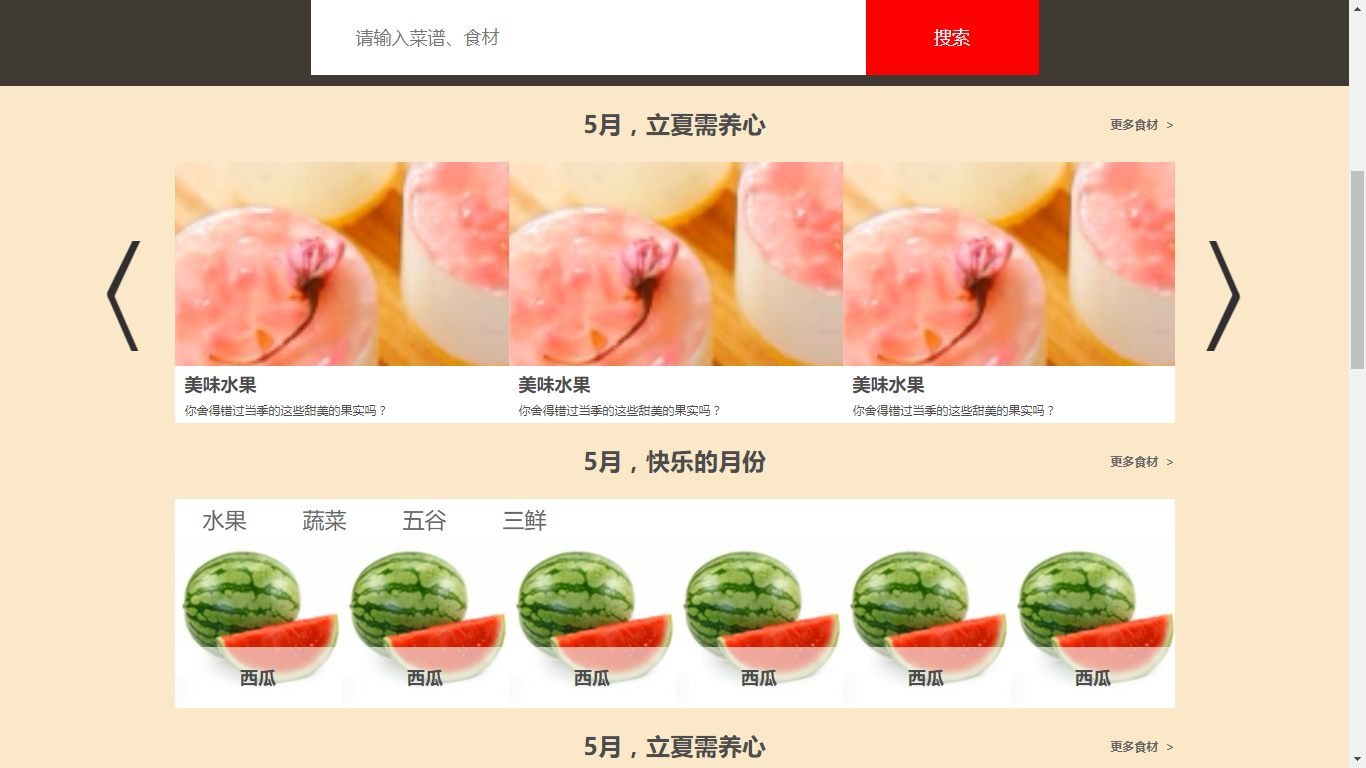 请输入菜谱、食材
搜索
5月，立夏需养心
更多食材 >
美味水果
你舍得错过当季的这些甜美的果实吗？
美味水果
你舍得错过当季的这些甜美的果实吗？
美味水果
你舍得错过当季的这些甜美的果实吗？
5月，快乐的月份
更多食材 >
水果 蔬菜 五谷 三鲜
西瓜 西瓜 西瓜 西瓜 西瓜 西瓜
5月，立夏需养心
更多食材 >